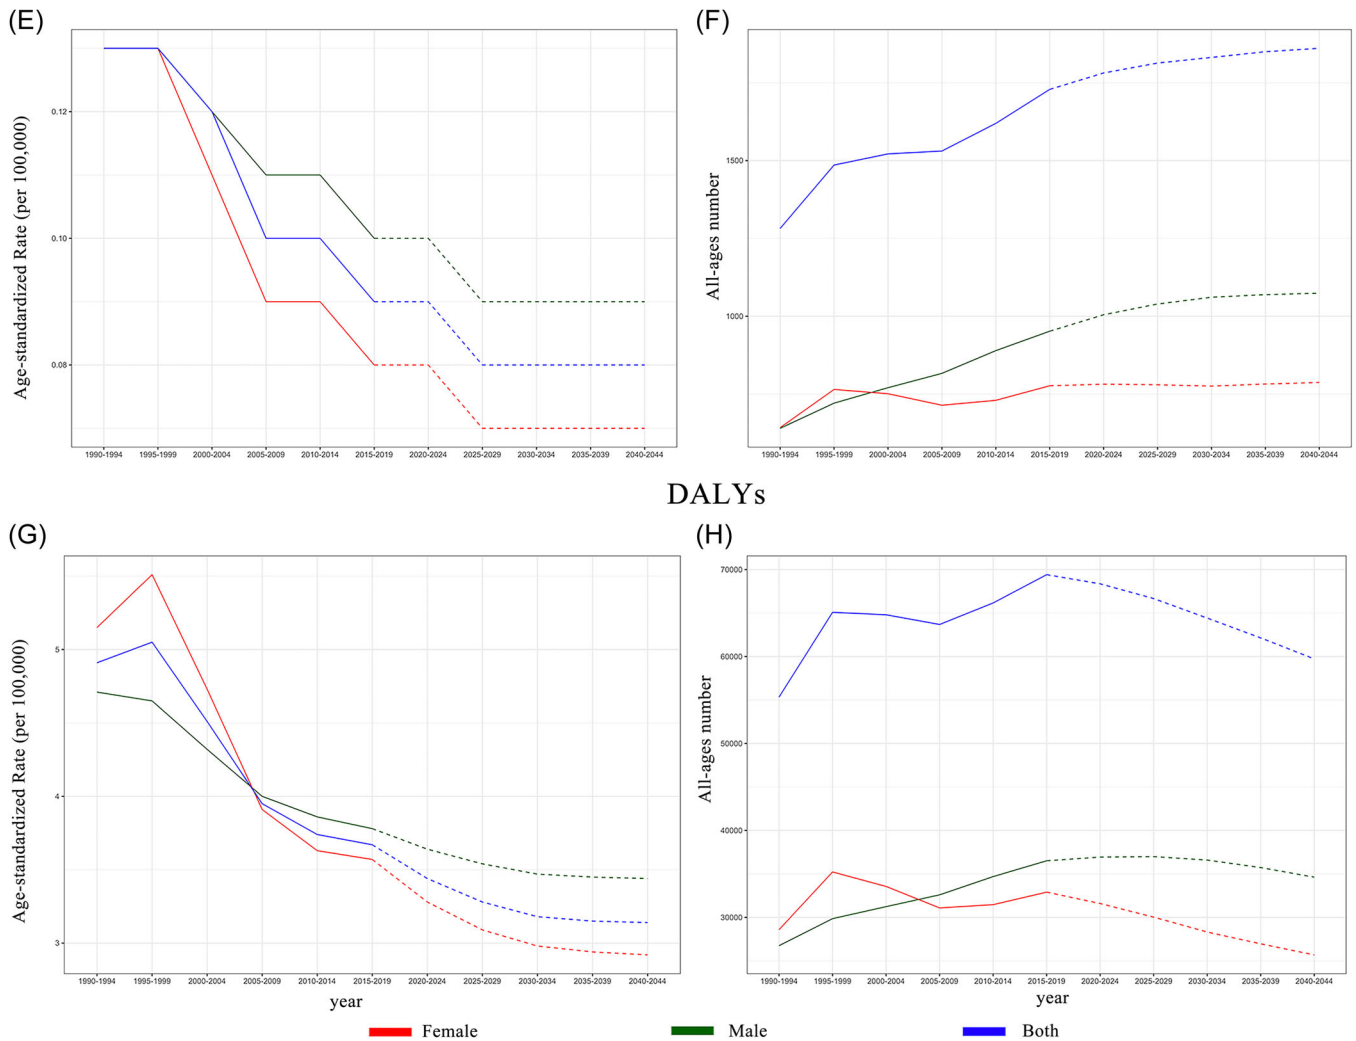 (E)
(F)
Age-standardized Rate (per 100,000)
0.12
0.10
0.08
1990-1994 1995-1999 2000-2004 2005-2009 2010-2014 2015-2019 2020-2024 2025-2029 2030-2034 2035-2039 2040-2044
All-ages number
1500
1000
1990-1994 1995-1999 2000-2004 2005-2009 2010-2014 2015-2019 2020-2024 2025-2029 2030-2034 2035-2039 2040-2044
DALYs
(G)
(H)
Age-standardized Rate (per 100,000)
5
4
3
1990-1994 1995-1999 2000-2004 2005-2009 2010-2014 2015-2019 2020-2024 2025-2029 2030-2034 2035-2039 2040-2044
year
All-ages number
70000
60000
50000
40000
30000
1990-1994 1995-1999 2000-2004 2005-2009 2010-2014 2015-2019 2020-2024 2025-2029 2030-2034 2035-2039 2040-2044
year
Female Male Both